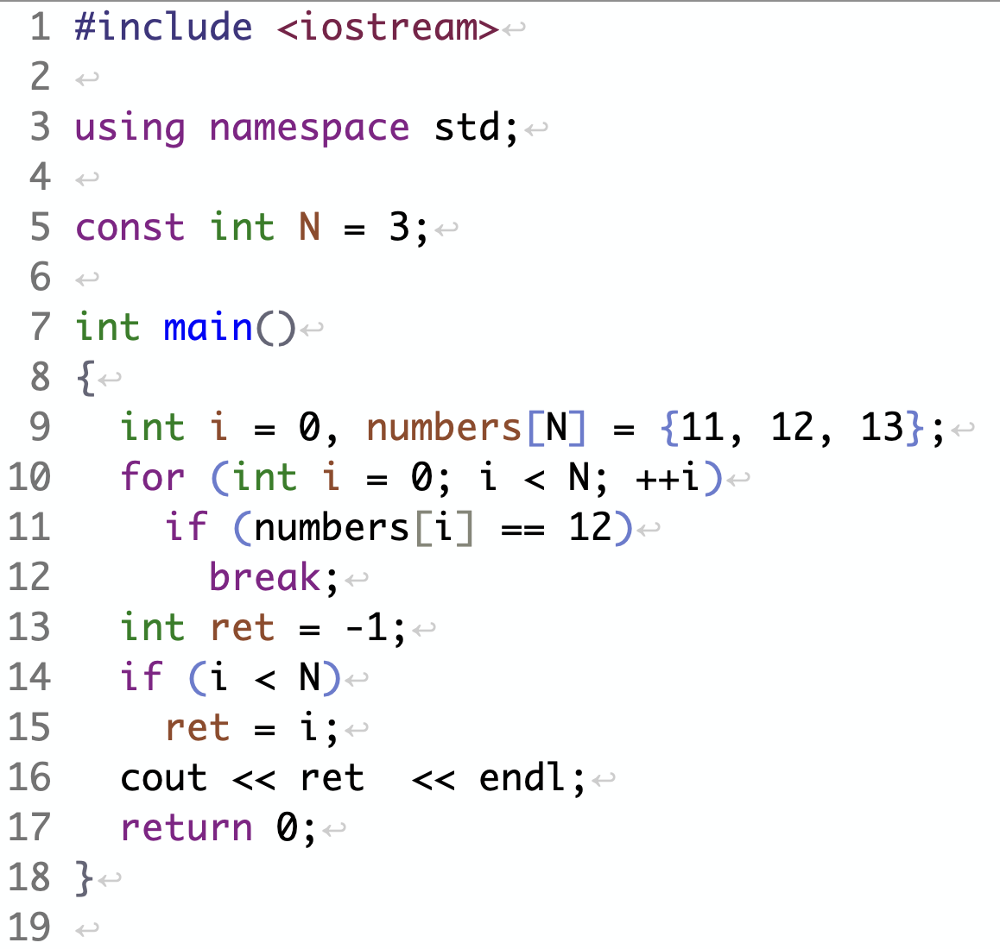 1 #include <iostream>↩
2 ↩
3 using namespace std;↩
4 ↩
5 const int N = 3;↩
6 ↩
7 int main()↩
8 {↩
9   int i = 0, numbers[N] = {11, 12, 13};↩
10   for (int i = 0; i < N; ++i)↩
11     if (numbers[i] == 12)↩
12       break;↩
13   int ret = -1;↩
14   if (i < N)↩
15     ret = i;↩
16   cout << ret  << endl;↩
17   return 0;↩
18 }↩
19 ↩